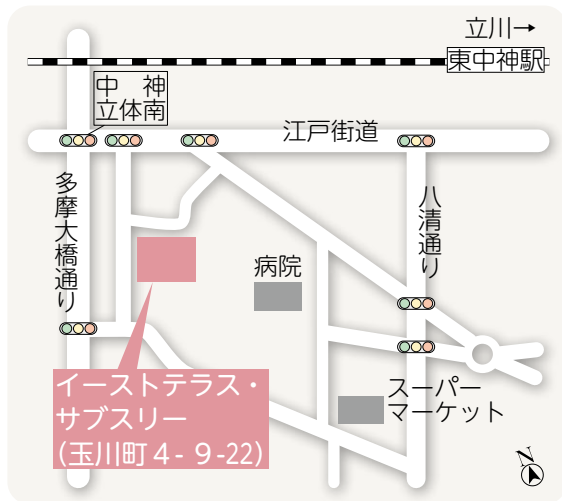 立川→
東中神駅
中　神
立体南
江戸街道
多摩大橋通り
八清通り
病院
イーストテラス・
サブスリー
(玉川町４-９-22)
スーパー
マーケット
N